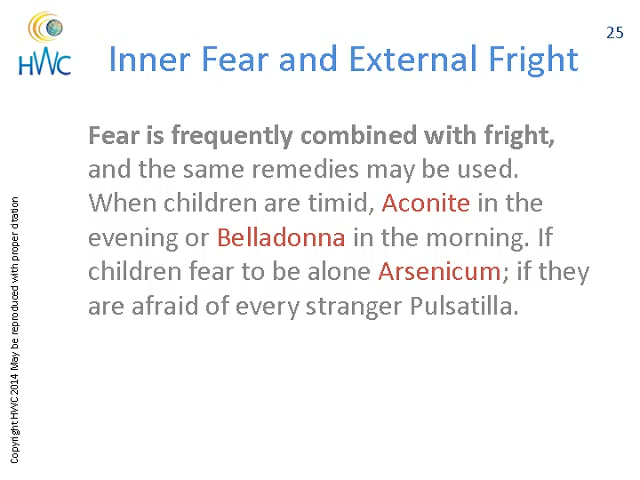 25
HWC
Inner Fear and External Fright
Fear is frequently combined with fright,
and the same remedies may be used.
When children are timid, Aconite in the
evening or Belladonna in the morning. If
children fear to be alone Arsenicum; if they
are afraid of every stranger Pulsatilla.
Copyright HWC 2014 May be reproduced with proper citation